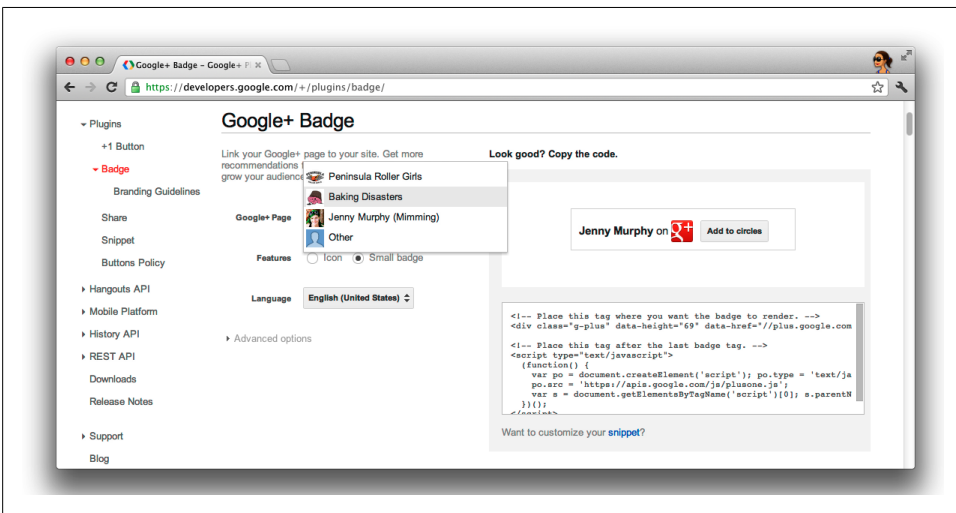 Google+ Badge – Google+ Pl
https://developers.google.com/+/plugins/badge/
Plugins
+1 Button
Badge
Branding Guidelines
Share
Snippet
Buttons Policy
Hangouts API
Mobile Platform
History API
REST API
Downloads
Release Notes
Support
Blog
Google+ Badge
Link your Google+ page to your site. Get more
recommendations
grow your audience
Peninsula Roller Girls
Baking Disasters
Jenny Murphy (Mimming)
Other
Google+ Page
Features
Icon
Small badge
Language
English (United States)
Advanced options
Look good? Copy the code.
Jenny Murphy on
g+
Add to circles
<!-- Place this tag where you want the badge to render. -->
<div class="g-plus" data-height="69" data-href="//plus.google.com
<!-- Place this tag after the last badge tag. -->
<script type="text/javascript">
(function() {
var po = document.createElement('script'); po.type = 'text/ja
po.src = 'https://apis.google.com/js/plusone.js';
var s = document.getElementsByTagName('script')[0]; s.parentN
})();
</script>
Want to customize your snippet?